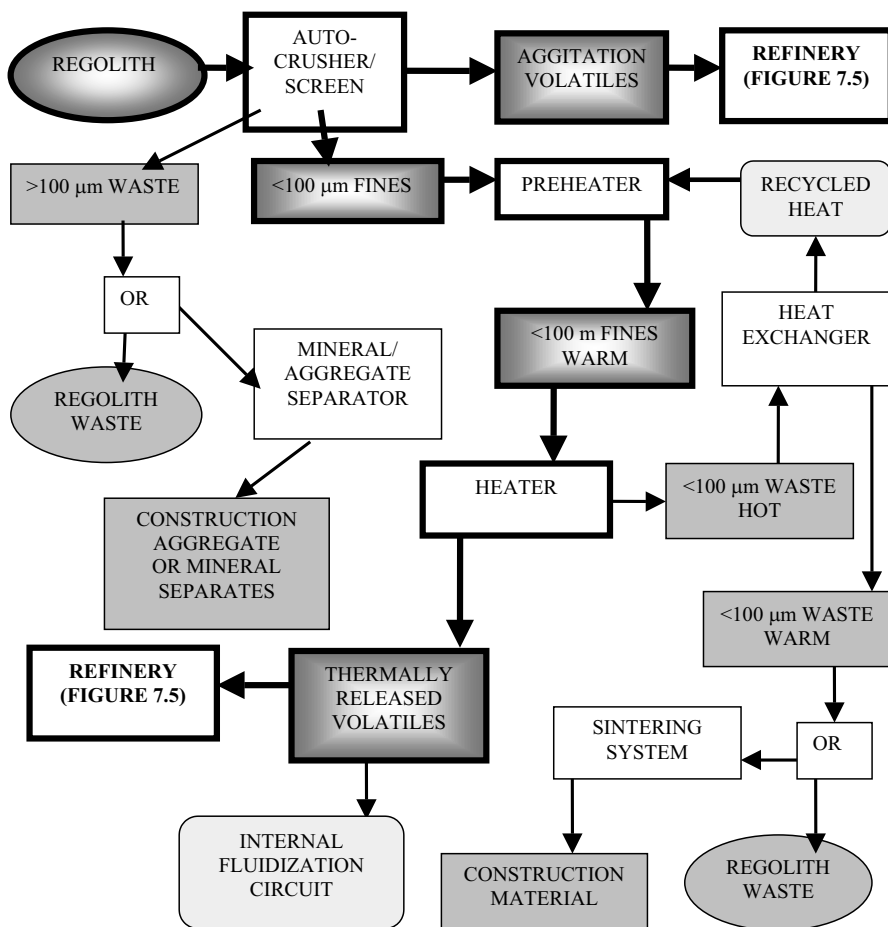 REGOLITH
AUTO-
CRUSHER/
SCREEN
AGGITATION
VOLATILES
REFINERY
(FIGURE 7.5)
>100 μm WASTE
<100 μm FINES
PREHEATER
RECYCLED
HEAT
OR
MINERAL/
AGGREGATE
SEPARATOR
<100 m FINES
WARM
HEAT
EXCHANGER
REGOLITH
WASTE
HEATER
<100 μm WASTE
HOT
CONSTRUCTION
AGGREGATE
OR MINERAL
SEPARATES
<100 μm WASTE
WARM
REFINERY
(FIGURE 7.5)
THERMALLY
RELEASED
VOLATILES
SINTERING
SYSTEM
OR
INTERNAL
FLUIDIZATION
CIRCUIT
CONSTRUCTION
MATERIAL
REGOLITH
WASTE